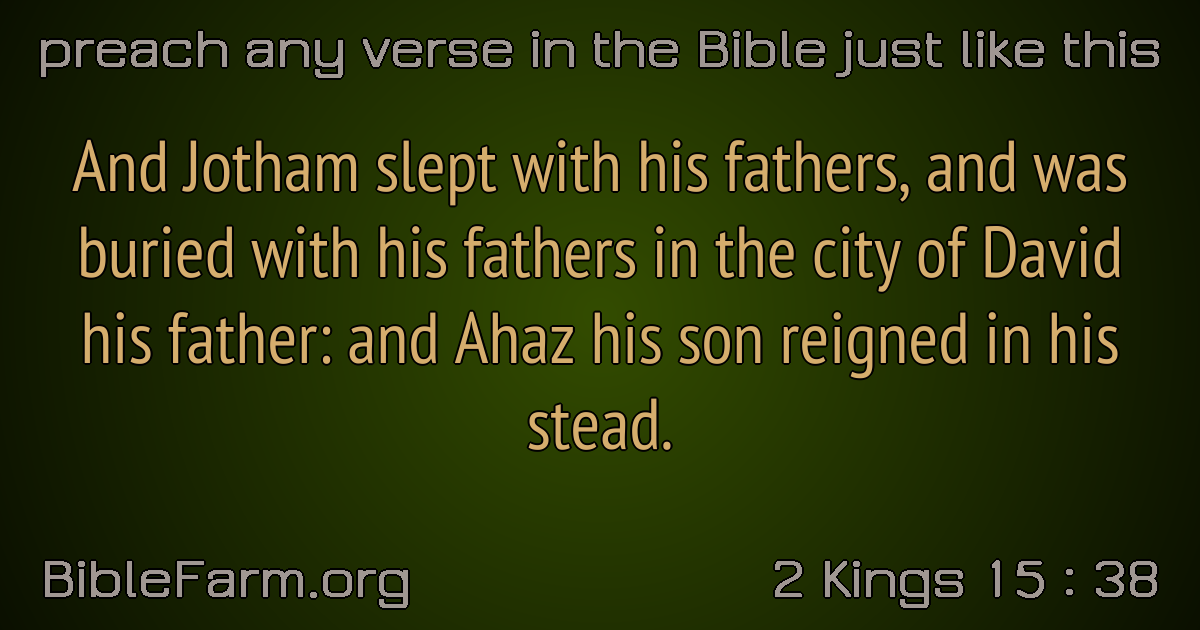 preach any verse in the Bible just like this
And Jotham slept with his fathers, and was
buried with his fathers in the city of David
his father: and Ahaz his son reigned in his
stead.
BibleFarm.org
2 Kings 15 : 38